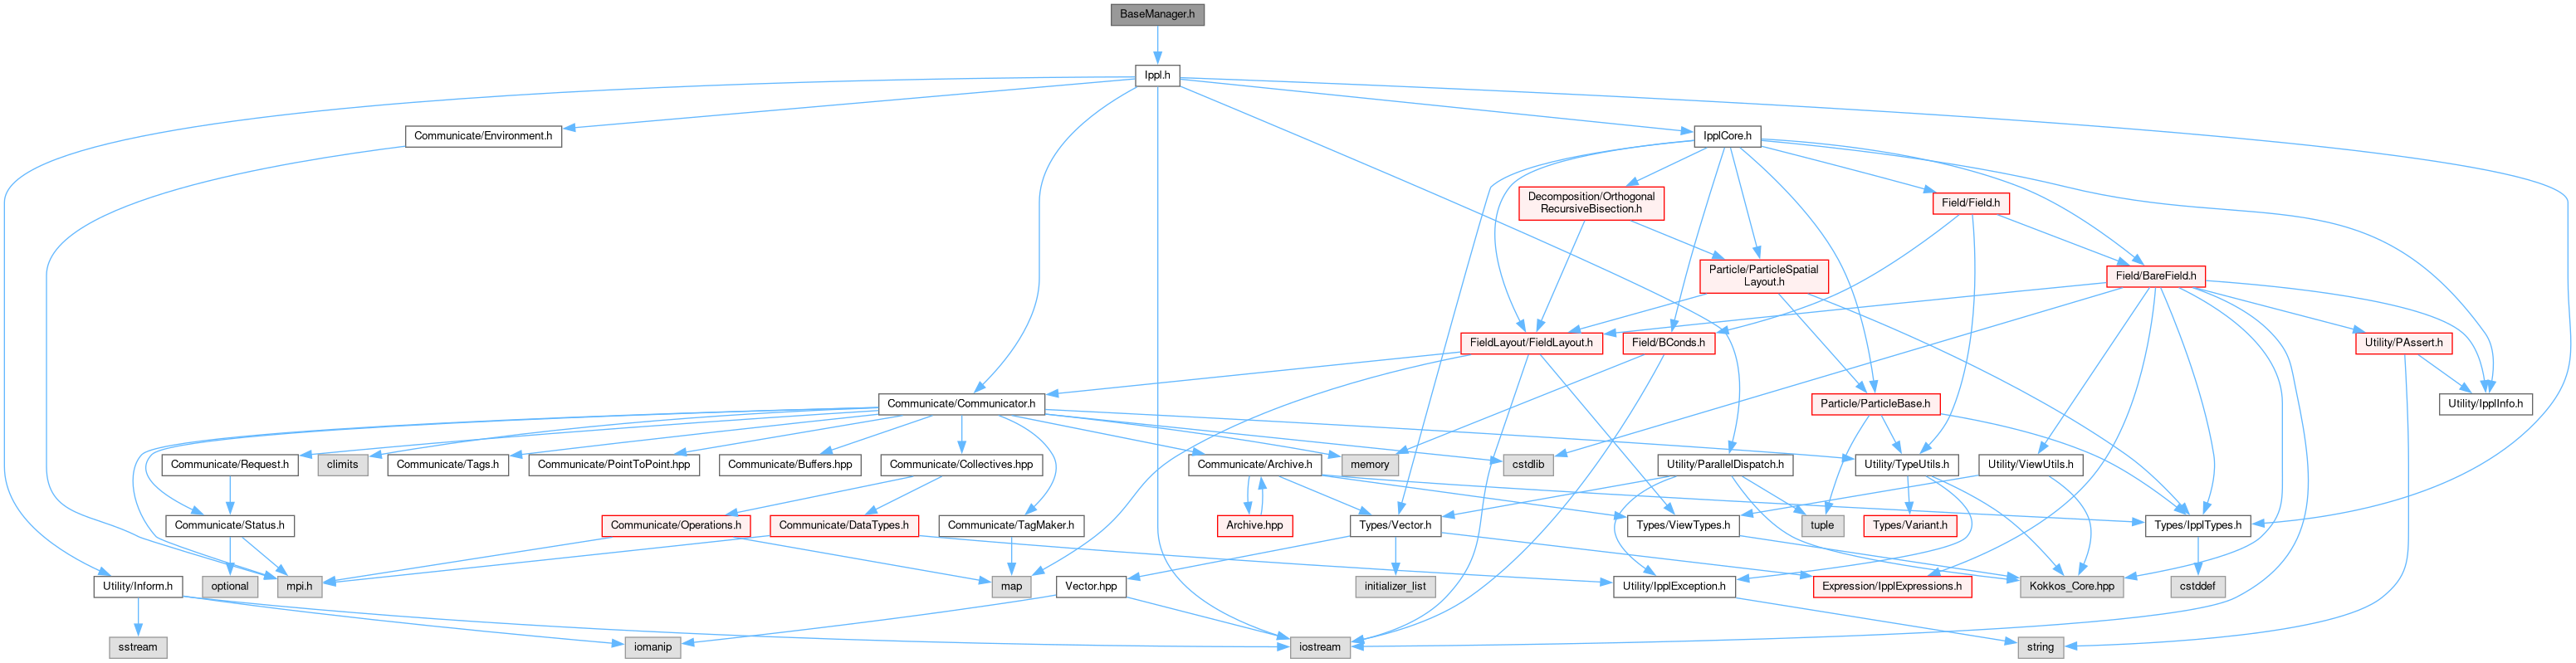 BaseManager.h
Ippl.h
Communicate/Environment.h
IpplCore.h
Decomposition/Orthogonal
RecursiveBisection.h
Field/Field.h
Particle/ParticleSpatial
Layout.h
Field/BareField.h
FieldLayout/FieldLayout.h
Field/BConds.h
Utility/PAssert.h
Communicate/Communicator.h
Particle/ParticleBase.h
Utility/IpplInfo.h
Communicate/Request.h
climits
Communicate/Tags.h
Communicate/PointToPoint.hpp
Communicate/Buffers.hpp
Communicate/Collectives.hpp
Communicate/Archive.h
memory
cstdlib
Utility/ParallelDispatch.h
Utility/TypeUtils.h
Utility/ViewUtils.h
Communicate/Status.h
Communicate/Operations.h
Communicate/DataTypes.h
Communicate/TagMaker.h
Archive.hpp
Types/Vector.h
Types/ViewTypes.h
tuple
Types/Variant.h
Types/IpplTypes.h
Utility/Inform.h
optional
mpi.h
map
Vector.hpp
initializer_list
Utility/IpplException.h
Expression/IpplExpressions.h
Kokkos_Core.hpp
cstddef
sstream
iomanip
iostream
string